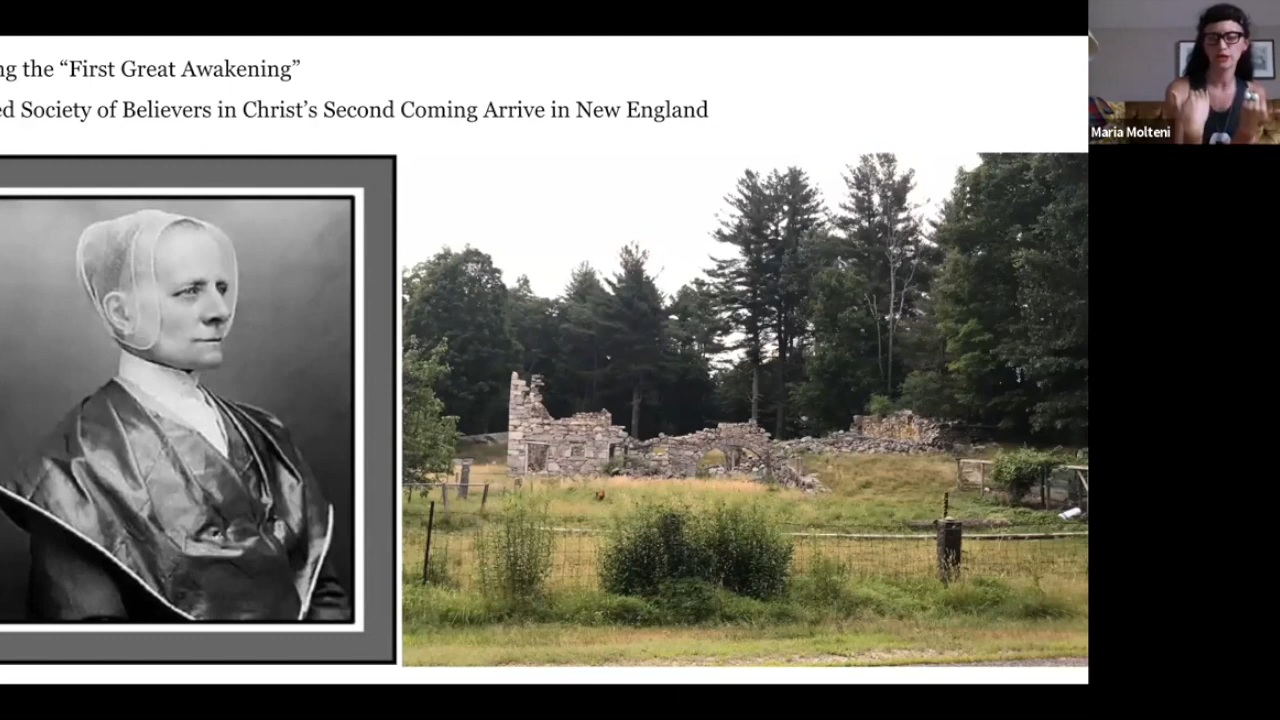 ng the “First Great Awakening”
ed Society of Believers in Christ’s Second Coming Arrive in New England
Maria Molteni